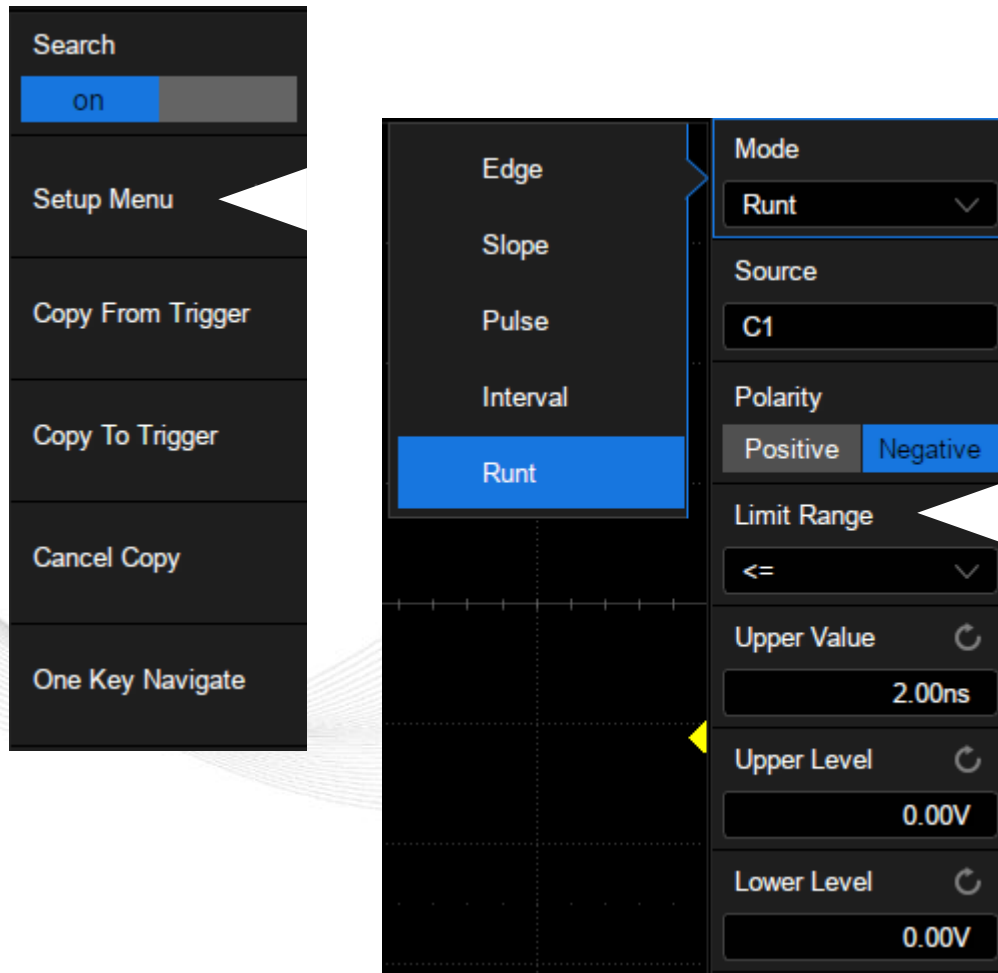 Search
on
Setup Menu
Copy From Trigger
Copy To Trigger
Cancel Copy
One Key Navigate
Edge
Slope
Pulse
Interval
Runt
Mode
Runt
Source
C1
Polarity
Positive Negative
Limit Range
<=
Upper Value
2.00ns
Upper Level
0.00V
Lower Level
0.00V